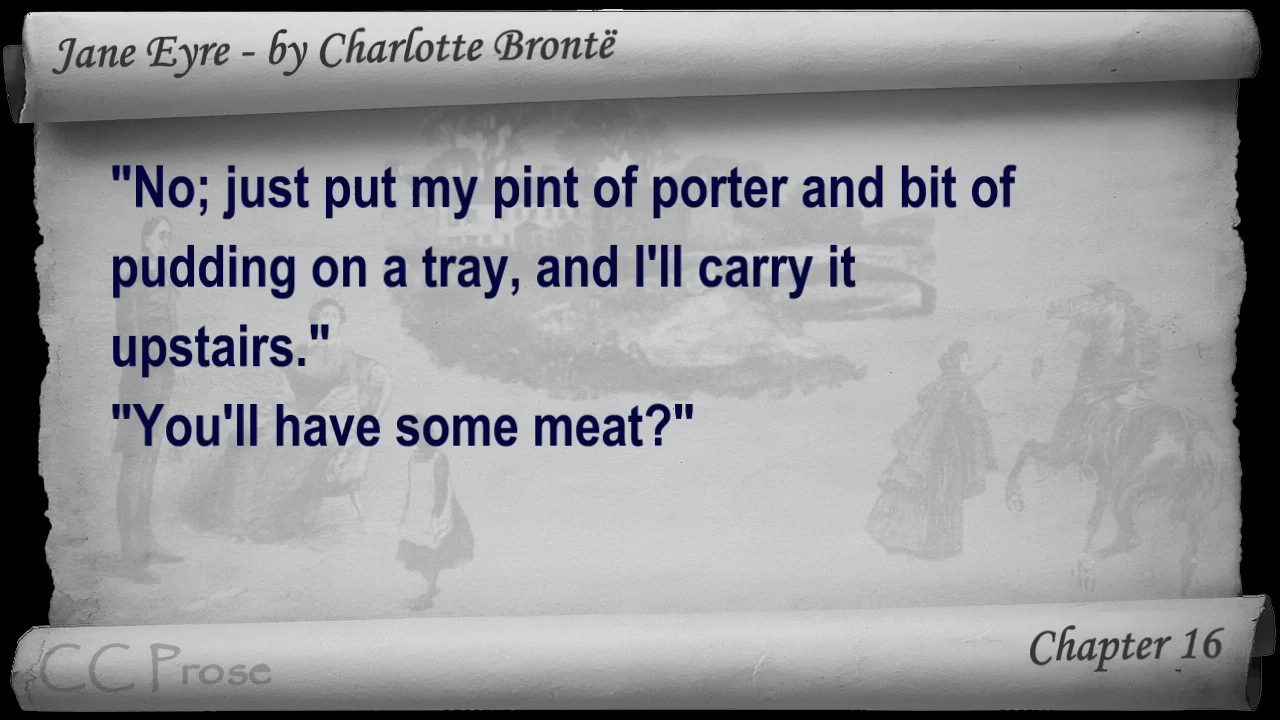 Jane Eyre - by Charlotte Brontë
"No; just put my pint of porter and bit of
pudding on a tray, and I'll carry it
upstairs."
"You'll have some meat?"
CC Prose
Chapter 16